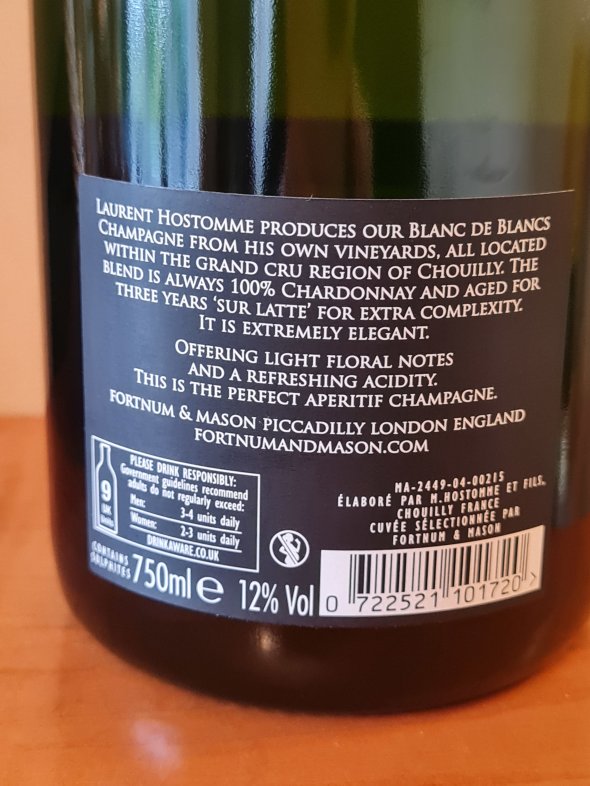 LAURENT HOSTOMME PRODUCES OUR BLANC DE BLANCS
CHAMPAGNE FROM HIS OWN VINEYARDS, ALL LOCATED
WITHIN THE GRAND CRU REGION OF CHOUILLY. THE
BLEND IS ALWAYS 100% CHARDONNAY AND AGED FOR
THREE YEARS ‘SUR LATTE’ FOR EXTRA COMPLEXITY.
IT IS EXTREMELY ELEGANT.
OFFERING LIGHT FLORAL NOTES
AND A REFRESHING ACIDITY.
THIS IS THE PERFECT APERITIF CHAMPAGNE.
FORTNUM & MASON PICCADILLY LONDON ENGLAND
FORTNUMANDMASON.COM
PLEASE DRINK RESPONSIBLY:
Government guidelines recommend
adults do not regularly exceed:
Men: 3-4 units daily
Women: 2-3 units daily
DRINKAWARE.CO.UK
9
UK
Units
CONTAINS
SULPHITES
750ml e 12% Vol
MA-2449-04-00215
ÉLABORÉ PAR M.HOSTOMME ET FILS,
CHOUILLY FRANCE
CUVÉE SÉLECTIONNÉE PAR
FORTNUM & MASON
0 722521 101720 >